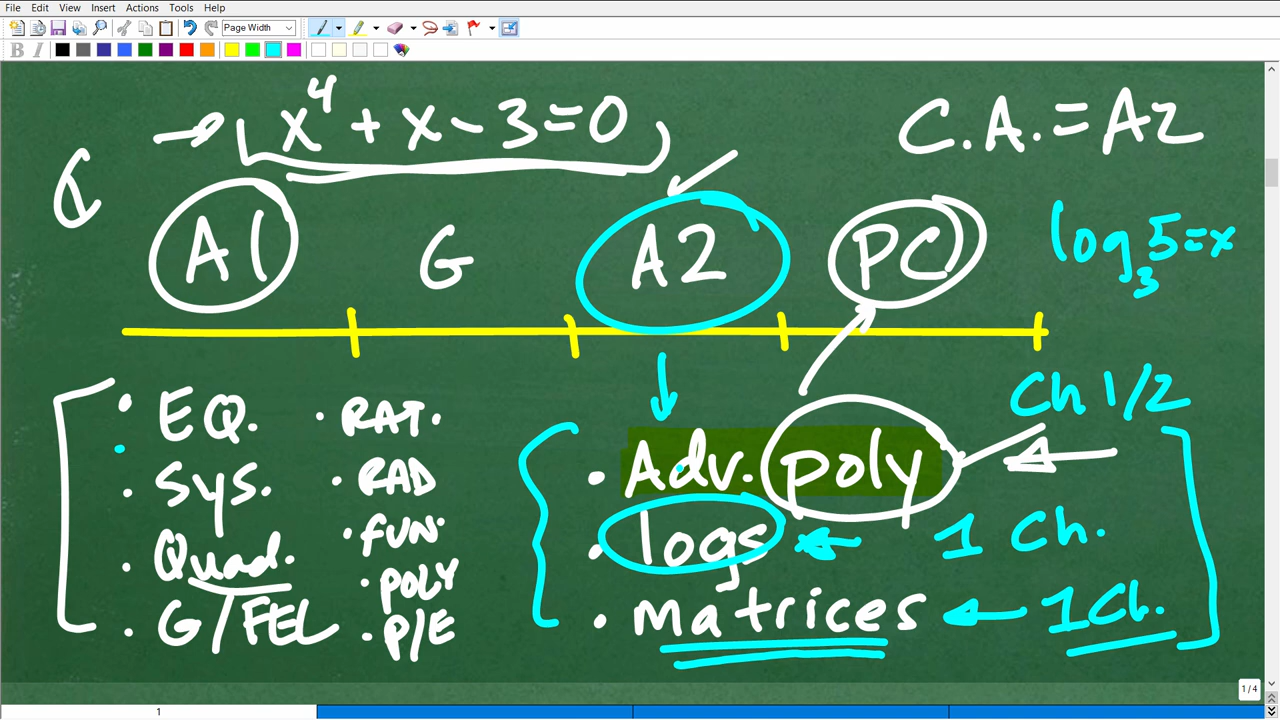 File Edit View Insert Actions Tools Help
Page Width
B I
→ (x⁴ + x - 3 = 0)
C.A. = A2
A1 G A2 PC
log₃5 = x
Ch 1/2
• EQ. • RAT.
• Sys. • RAD
• Quad. • FUN.
• G/FEL • POLY
• P/E
• Adv. poly
• logs ← 1 Ch.
• Matrices ← 1 Ch.
1 / 4
1